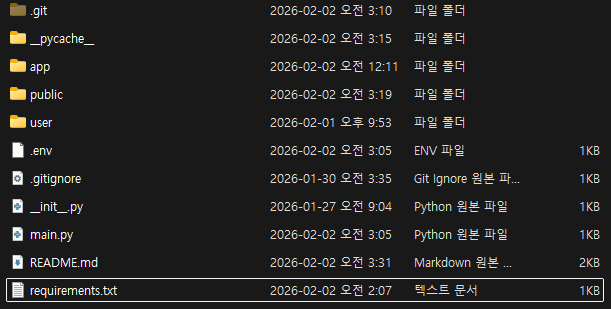 .git 2026-02-02 오전 3:10 파일 폴더
__pycache__ 2026-02-02 오전 3:15 파일 폴더
app 2026-02-02 오전 12:11 파일 폴더
public 2026-02-02 오전 3:19 파일 폴더
user 2026-02-01 오후 9:53 파일 폴더
.env 2026-02-02 오전 3:05 ENV 파일 1KB
.gitignore 2026-01-30 오전 3:35 Git Ignore 원본 파... 1KB
__init__.py 2026-01-27 오전 9:04 Python 원본 파일 1KB
main.py 2026-02-02 오전 3:05 Python 원본 파일 1KB
README.md 2026-02-02 오전 3:31 Markdown 원본 ... 2KB
requirements.txt 2026-02-02 오전 2:07 텍스트 문서 1KB